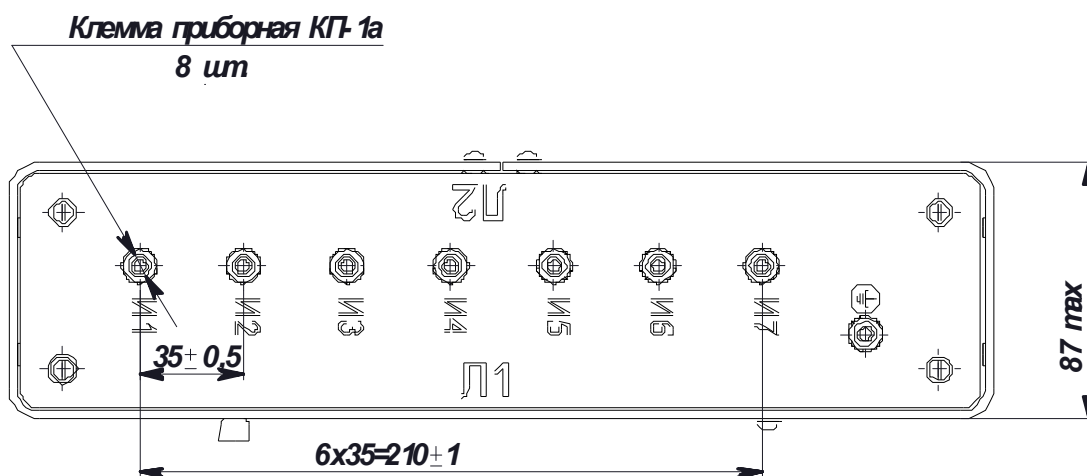 Клемма приборная КП-1а
8 шт.
Л2
И1 И2 И3 И4 И5 И6 И7
35±0,5
Л1
87 max
6х35=210±1